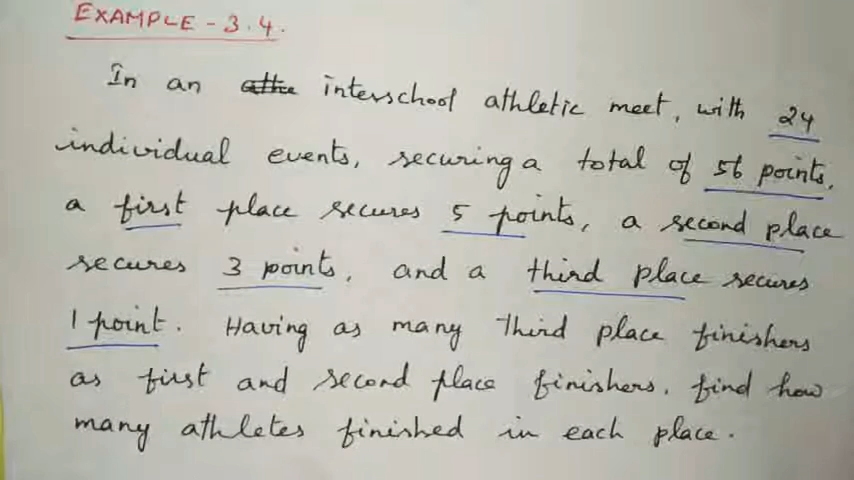 EXAMPLE - 3.4.
In an interschool athletic meet, with 24
individual events, securing a total of 56 points,
a first place secures 5 points, a second place
secures 3 points, and a third place secures
1 point. Having as many third place finishers
as first and second place finishers, find how
many athletes finished in each place.